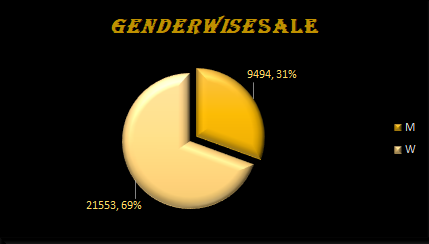 GENDERWISESALE
9494, 31%
M
W
21553, 69%